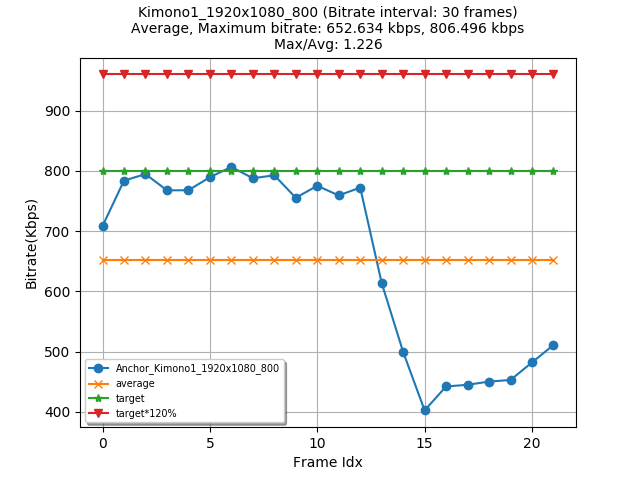 Kimono1_1920x1080_800 (Bitrate interval: 30 frames)
Average, Maximum bitrate: 652.634 kbps, 806.496 kbps
Max/Avg: 1.226
Bitrate(Kbps)
900
800
700
600
500
400
Anchor_Kimono1_1920x1080_800
average
target
target*120%
0 5 10 15 20
Frame Idx